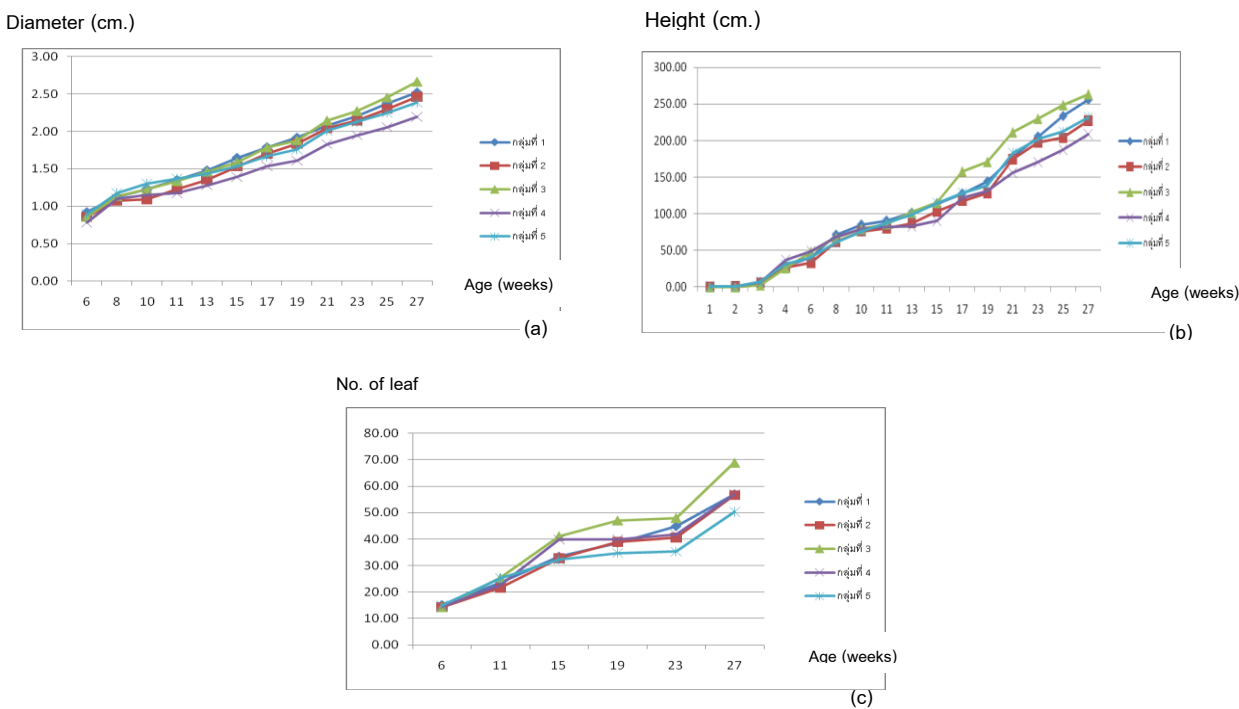 Diameter (cm.)
3.00
2.50
2.00
1.50
1.00
0.50
0.00
6 8 10 11 13 15 17 19 21 23 25 27
กลุ่มที่ 1
กลุ่มที่ 2
กลุ่มที่ 3
กลุ่มที่ 4
กลุ่มที่ 5
Age (weeks)
(a)
Height (cm.)
300.00
250.00
200.00
150.00
100.00
50.00
0.00
1 2 3 4 6 8 10 11 13 15 17 19 21 23 25 27
กลุ่มที่ 1
กลุ่มที่ 2
กลุ่มที่ 3
กลุ่มที่ 4
กลุ่มที่ 5
Age (weeks)
(b)
No. of leaf
80.00
70.00
60.00
50.00
40.00
30.00
20.00
10.00
0.00
6 11 15 19 23 27
กลุ่มที่ 1
กลุ่มที่ 2
กลุ่มที่ 3
กลุ่มที่ 4
กลุ่มที่ 5
Age (weeks)
(c)